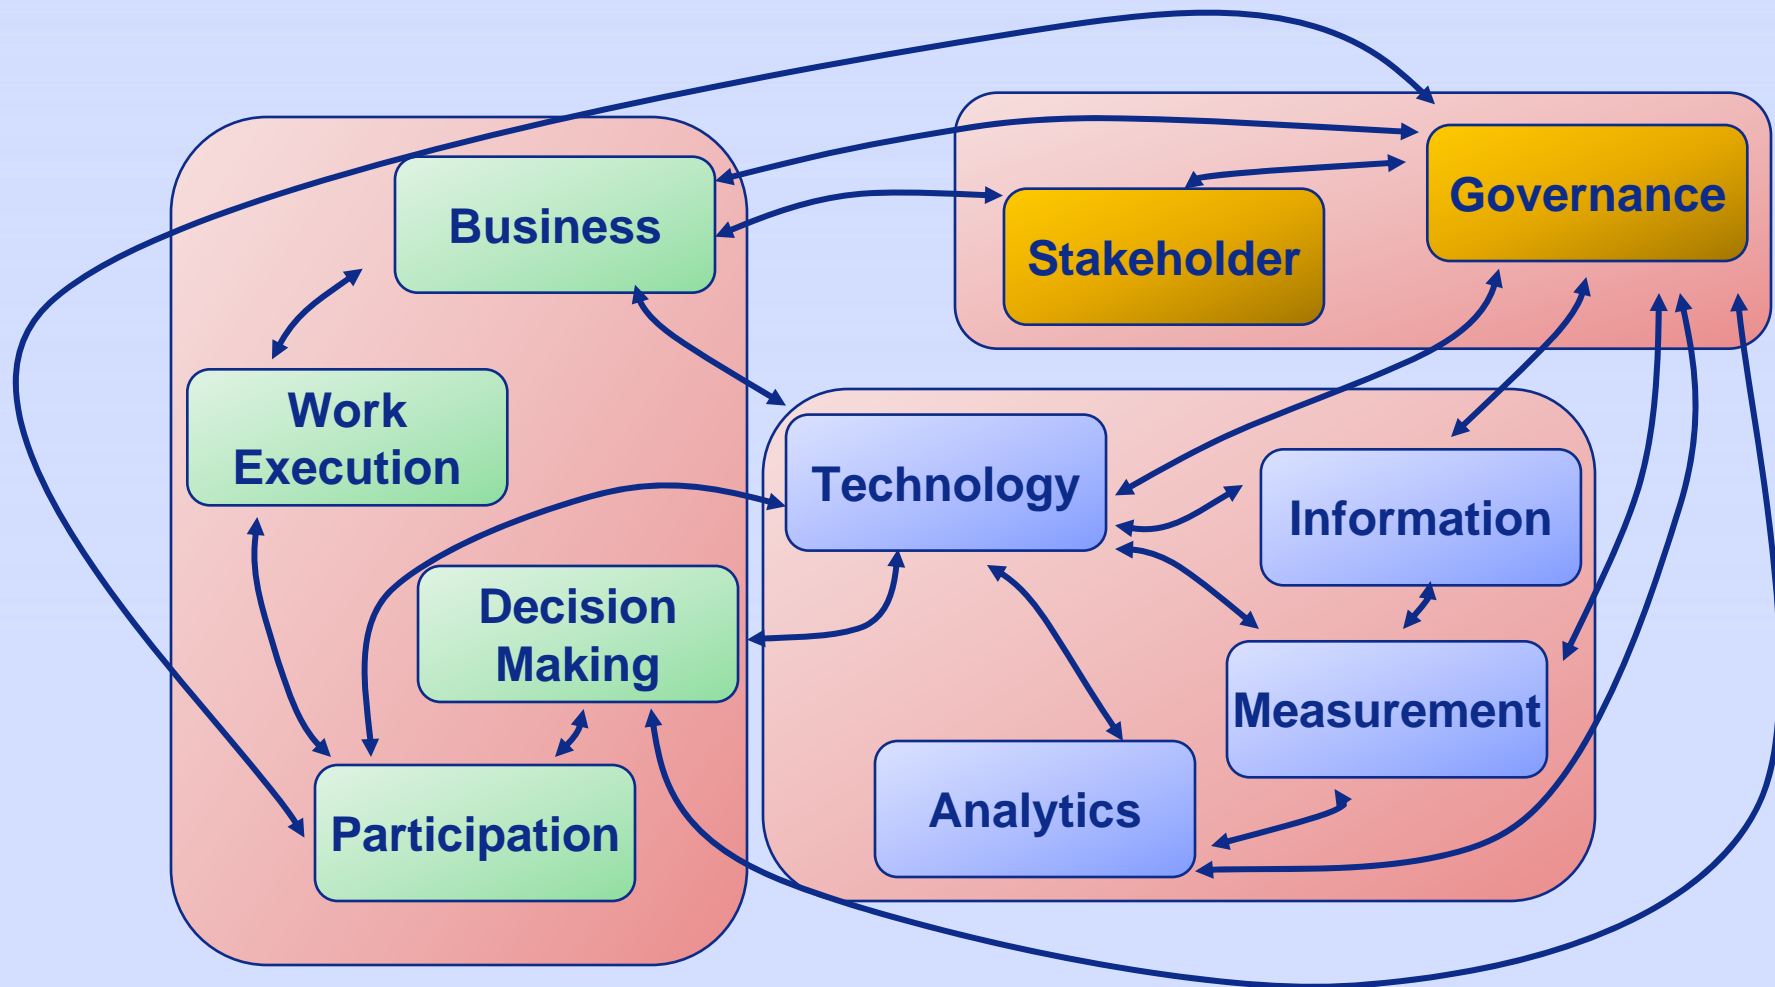 Business
Governance
Stakeholder
Work
Execution
Technology
Information
Decision
Making
Measurement
Analytics
Participation